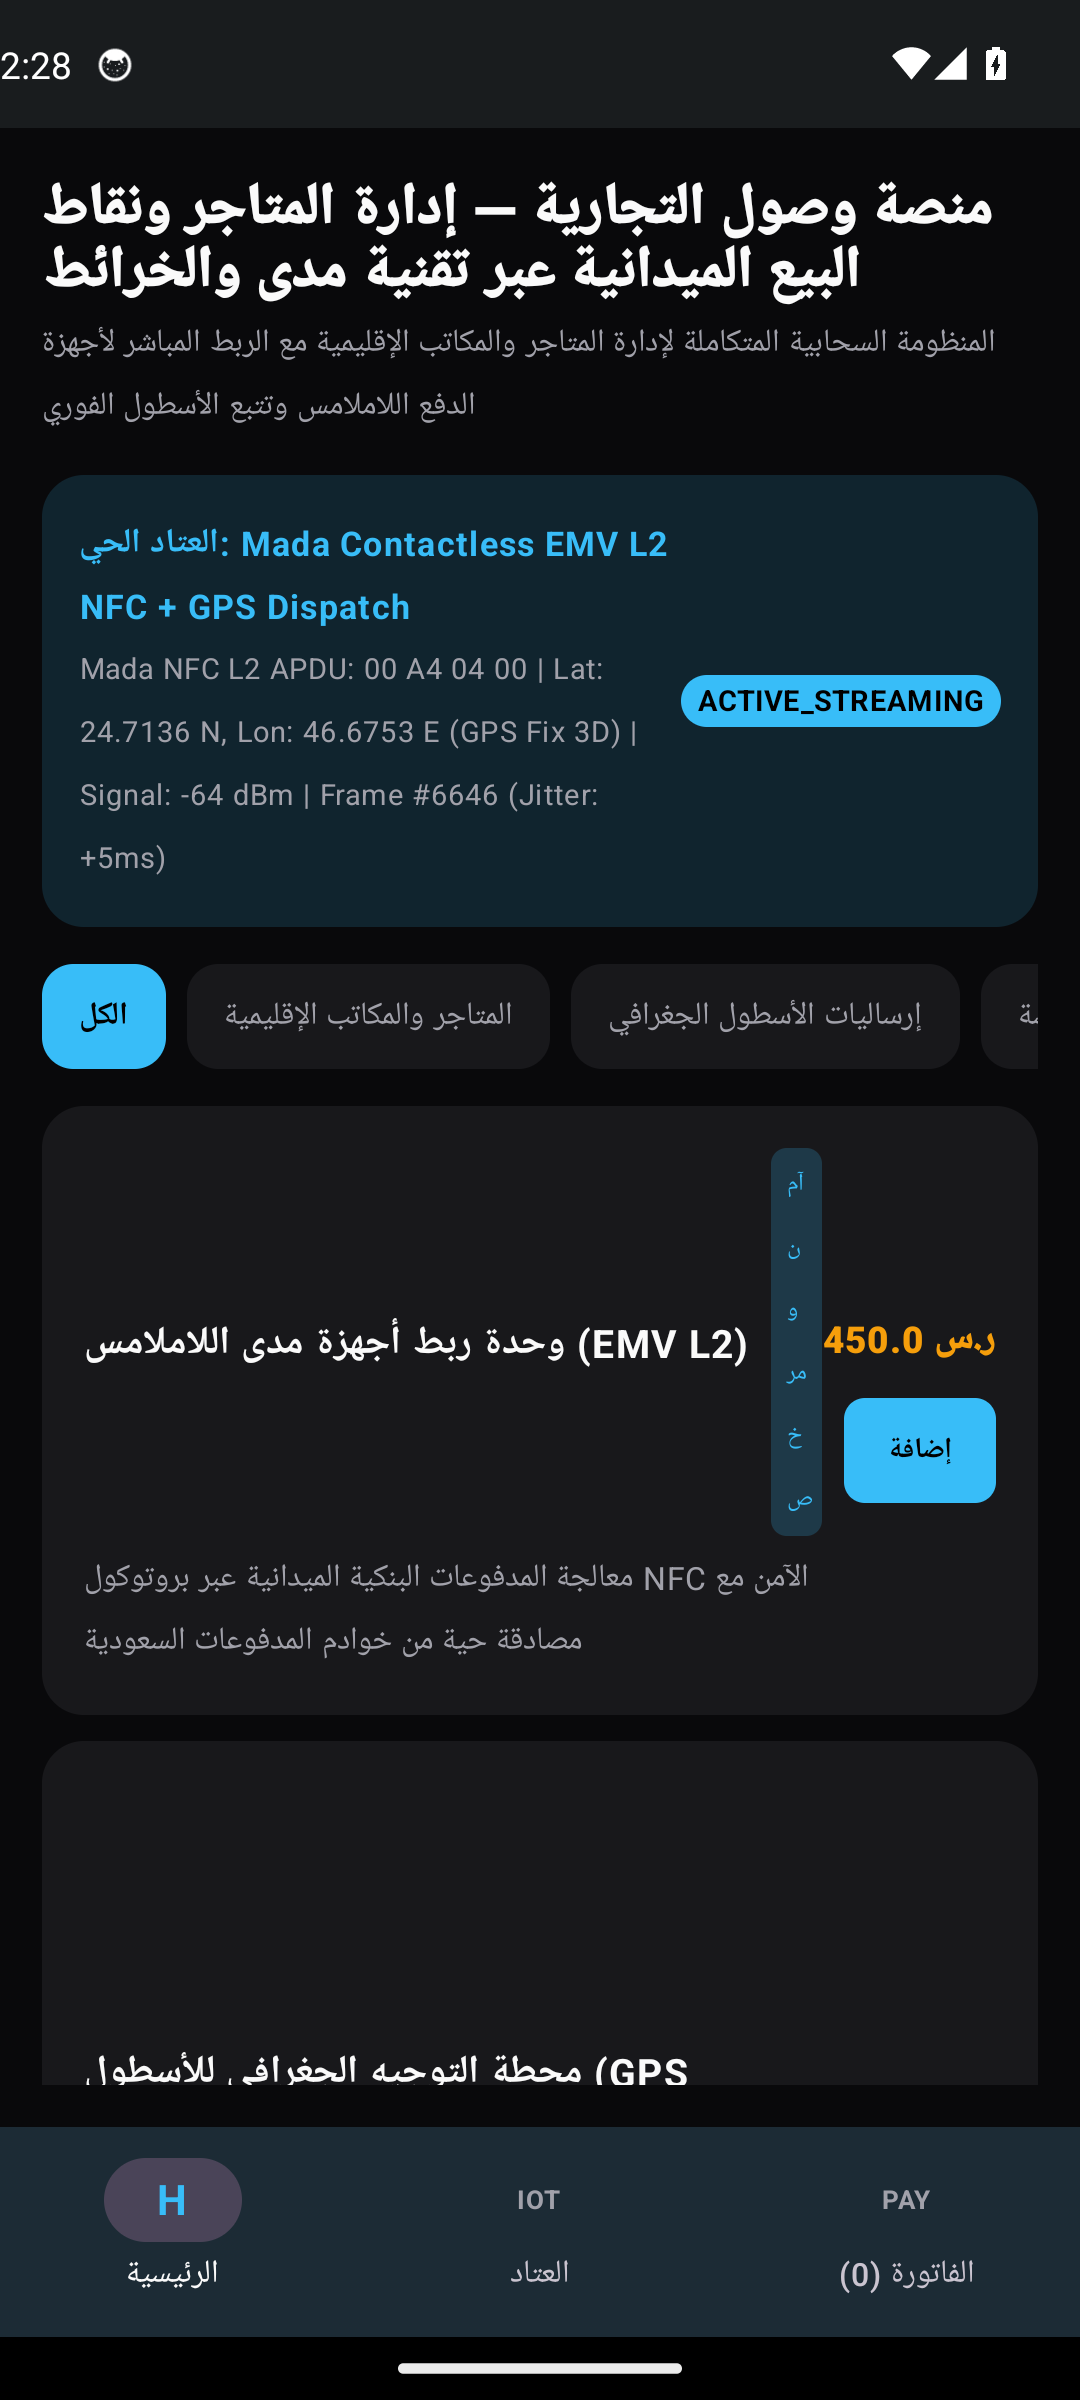 2:28
منصة وصول التجارية — إدارة المتاجر ونقاط
البيع الميدانية عبر تقنية مدى والخرائط
المنظومة السحابية المتكاملة لإدارة المتاجر والمكاتب الإقليمية مع الربط المباشر لأجهزة
الدفع اللاملامس وتتبع الأسطول الفوري
العتاد الحي: Mada Contactless EMV L2
NFC + GPS Dispatch
Mada NFC L2 APDU: 00 A4 04 00 | Lat:
24.7136 N, Lon: 46.6753 E (GPS Fix 3D) |
Signal: -64 dBm | Frame #6646 (Jitter:
+5ms)
ACTIVE_STREAMING
الكل
المتاجر والمكاتب الإقليمية
إرساليات الأسطول الجغرافي
وحدة ربط أجهزة مدى اللاملامس (EMV L2)
آم
ن
و
مر
خ
ص
450.0 ر.س
إضافة
معالجة المدفوعات البنكية الميدانية عبر بروتوكول NFC الآمن مع
مصادقة حية من خوادم المدفوعات السعودية
محطة التوجيه الجغرافي للأسطول (GPS
H
الرئيسية
IOT
العتاد
PAY
الفاتورة (0)